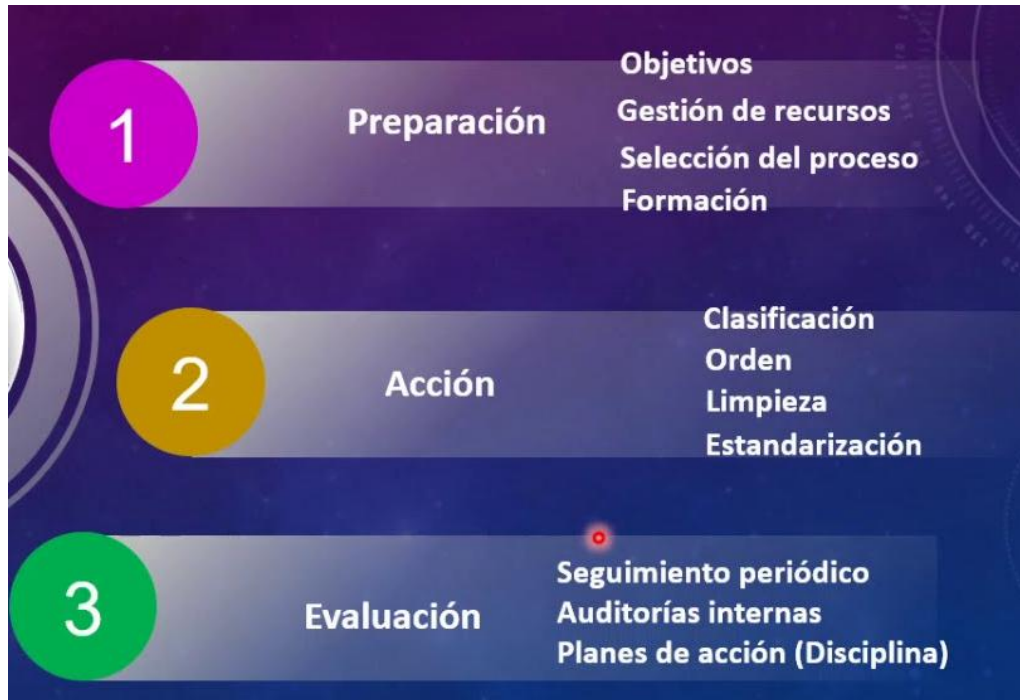 1
Preparación
Objetivos
Gestión de recursos
Selección del proceso
Formación
2
Acción
Clasificación
Orden
Limpieza
Estandarización
3
Evaluación
Seguimiento periódico
Auditorías internas
Planes de acción (Disciplina)